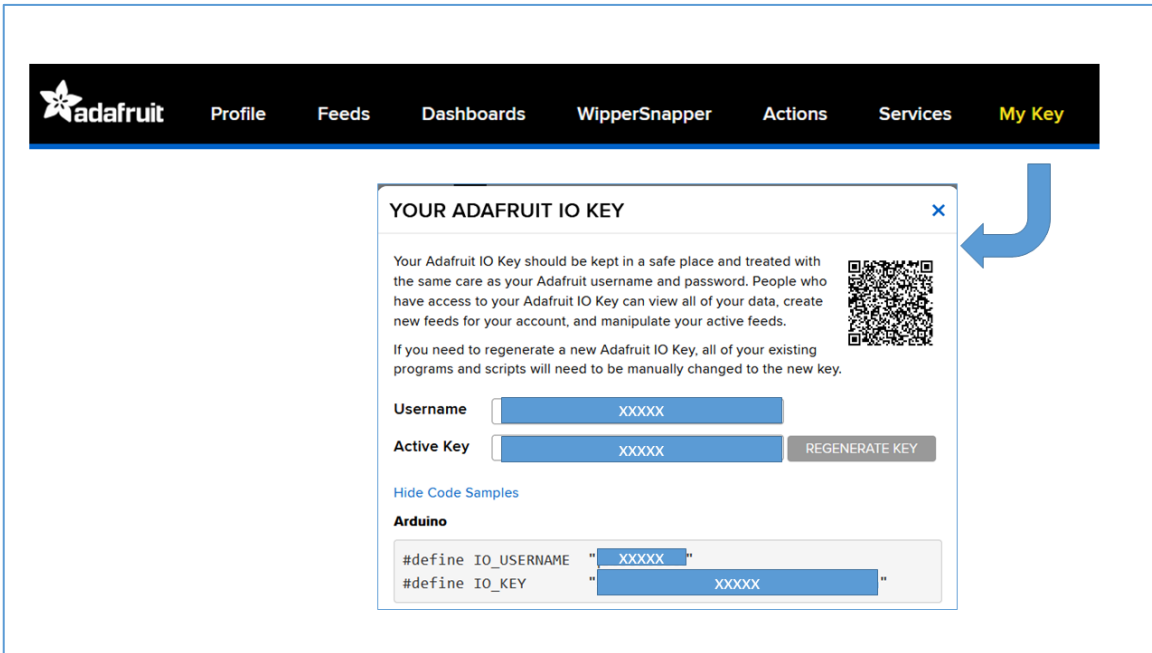 adafruit Profile Feeds Dashboards WipperSnapper Actions Services My Key
YOUR ADAFRUIT IO KEY ×
Your Adafruit IO Key should be kept in a safe place and treated with
the same care as your Adafruit username and password. People who
have access to your Adafruit IO Key can view all of your data, create
new feeds for your account, and manipulate your active feeds.
If you need to regenerate a new Adafruit IO Key, all of your existing
programs and scripts will need to be manually changed to the new key.
Username XXXXX
Active Key XXXXX REGENERATE KEY
Hide Code Samples
Arduino
#define IO_USERNAME " XXXXX "
#define IO_KEY " XXXXX "